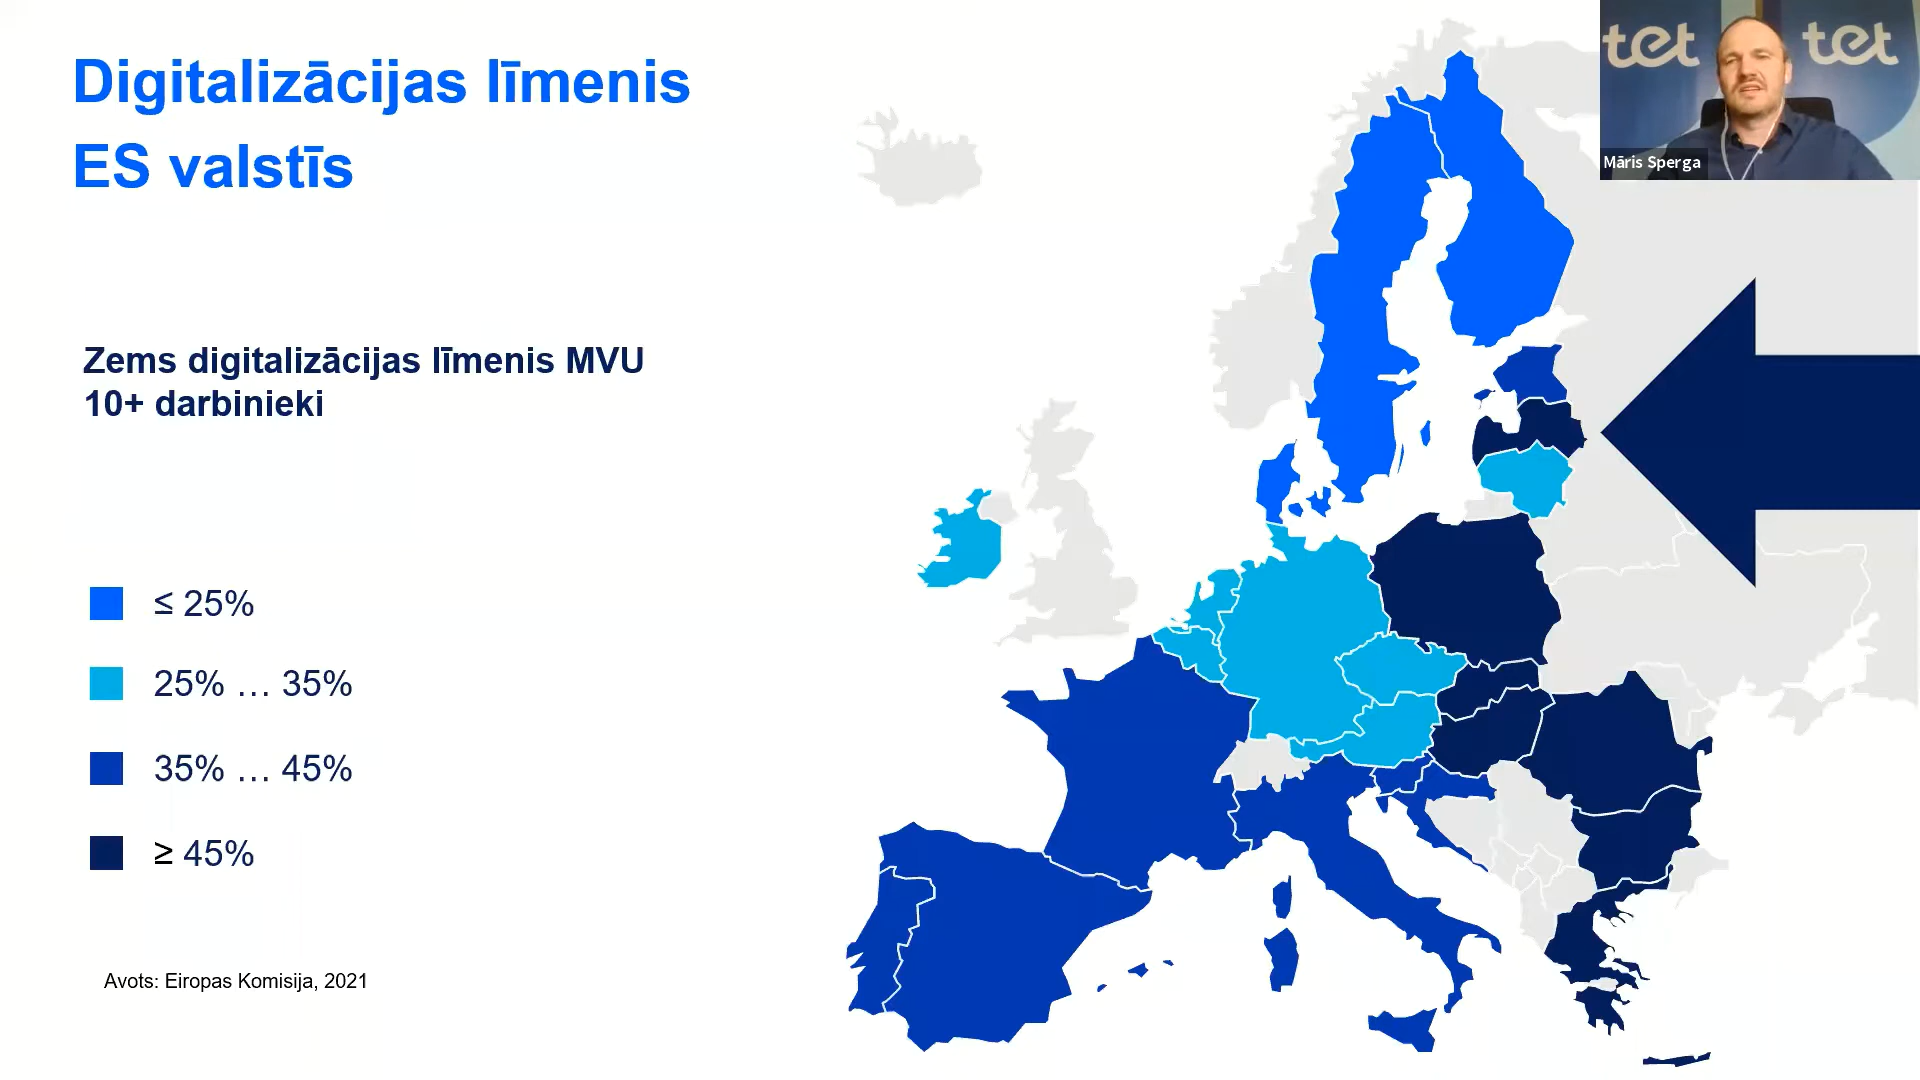 Digitalizācijas līmenis
ES valstīs
tet
tet
Māris Sperga
Zems digitalizācijas līmenis MVU
10+ darbinieki
≤ 25%
25% … 35%
35% … 45%
≥ 45%
Avots: Eiropas Komisija, 2021